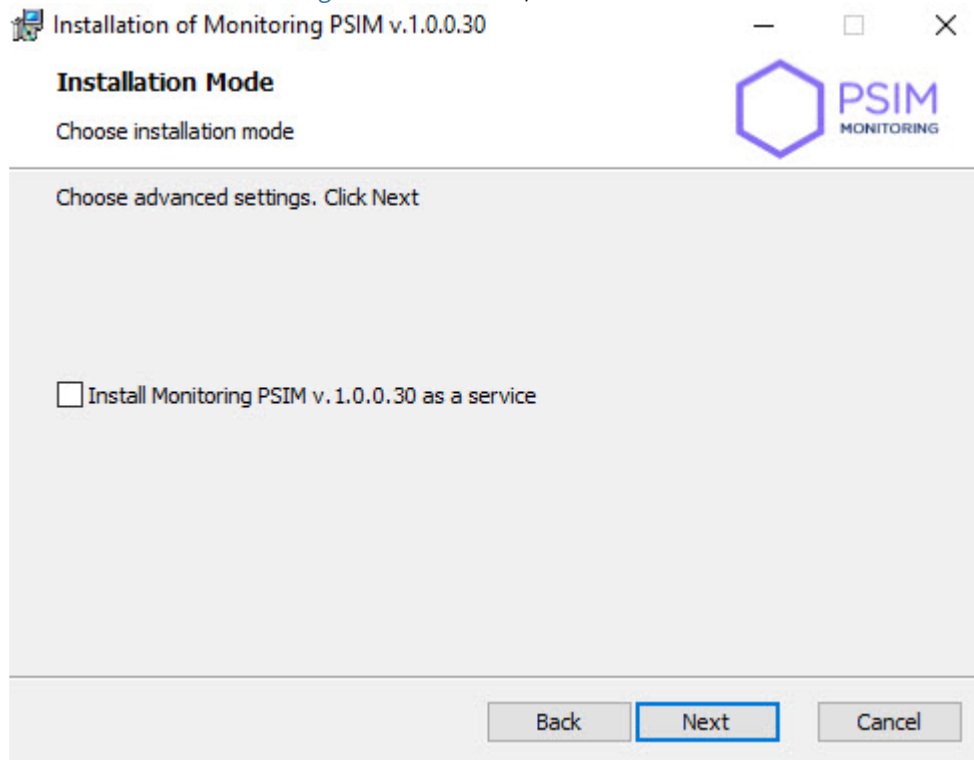 Installation of Monitoring PSIM v.1.0.0.30
Installation Mode
Choose installation mode
PSIM
MONITORING
Choose advanced settings. Click Next
Install Monitoring PSIM v.1.0.0.30 as a service
Back
Next
Cancel